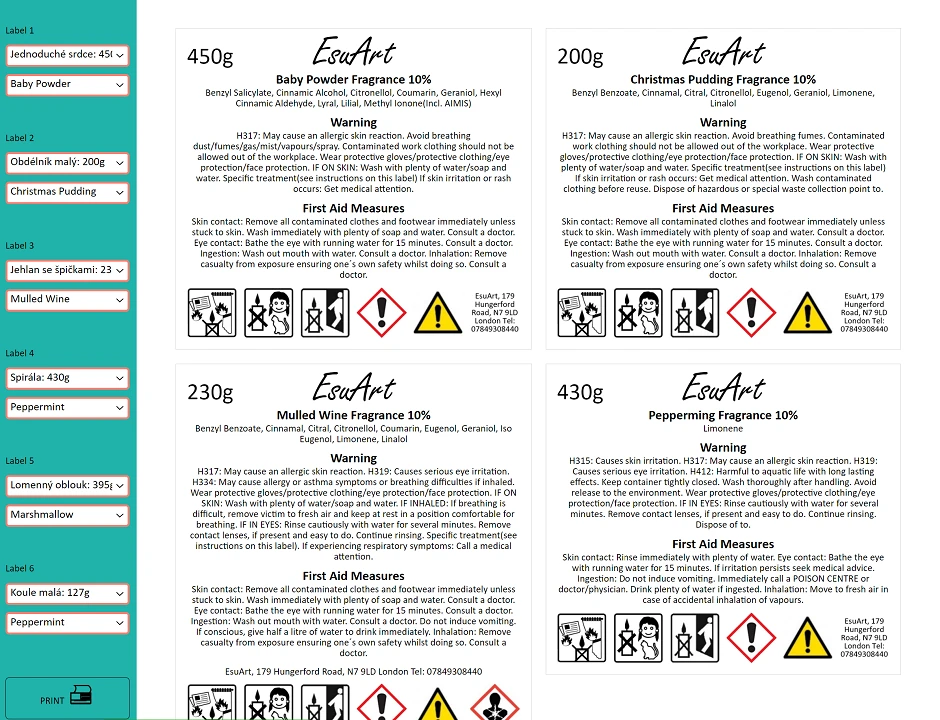 Label 1
Jednoduché srdce: 450
Baby Powder
Label 2
Obdélník malý: 200g
Christmas Pudding
Label 3
Jehlan se špičkami: 23
Mulled Wine
Label 4
Spirála: 430g
Peppermint
Label 5
Lomenný oblouk: 395g
Marshmallow
Label 6
Koule malá: 127g
Peppermint
PRINT
450g
EsuArt
Baby Powder Fragrance 10%
Benzyl Salicylate, Cinnamic Alcohol, Citronellol, Coumarin, Geraniol, Hexyl
Cinnamic Aldehyde, Lyral, Lilial, Methyl Ionone(Incl. AIMIS)
Warning
H317: May cause an allergic skin reaction. Avoid breathing
dust/fumes/gas/mist/vapours/spray. Contaminated work clothing should not be
allowed out of the workplace. Wear protective gloves/protective clothing/eye
protection/face protection. IF ON SKIN: Wash with plenty of water/soap and
water. Specific treatment(see instructions on this label) If skin irritation or rash
occurs: Get medical attention.
First Aid Measures
Skin contact: Remove all contaminated clothes and footwear immediately unless
stuck to skin. Wash immediately with plenty of soap and water. Consult a doctor.
Eye contact: Bathe the eye with running water for 15 minutes. Consult a doctor.
Ingestion: Wash out mouth with water. Consult a doctor. Inhalation: Remove
casualty from exposure ensuring one´s own safety whilst doing so. Consult a
doctor.
EsuArt, 179
Hungerford
Road, N7 9LD
London Tel:
07849308440
200g
EsuArt
Christmas Pudding Fragrance 10%
Benzyl Benzoate, Cinnamal, Citral, Citronellol, Eugenol, Geraniol, Limonene,
Linalol
Warning
H317: May cause an allergic skin reaction. Avoid breathing fumes. Contaminated
work clothing should not be allowed out of the workplace. Wear protective
gloves/protective clothing/eye protection/face protection. IF ON SKIN: Wash with
plenty of water/soap and water. Specific treatment(see instructions on this label)
If skin irritation or rash occurs: Get medical attention. Wash contaminated
clothing before reuse. Dispose of hazardous or special waste collection point to.
First Aid Measures
Skin contact: Remove all contaminated clothes and footwear immediately unless
stuck to skin. Wash immediately with plenty of soap and water. Consult a doctor.
Eye contact: Bathe the eye with running water for 15 minutes. Consult a doctor.
Ingestion: Wash out mouth with water. Consult a doctor. Inhalation: Remove
casualty from exposure ensuring one´s own safety whilst doing so. Consult a
doctor.
EsuArt, 179
Hungerford
Road, N7 9LD
London Tel:
07849308440
230g
EsuArt
Mulled Wine Fragrance 10%
Benzyl Benzoate, Cinnamal, Citral, Citronellol, Coumarin, Eugenol, Geraniol, Iso
Eugenol, Limonene, Linalol
Warning
H317: May cause an allergic skin reaction. H319: Causes serious eye irritation.
H334: May cause allergy or asthma symptoms or breathing difficulties if inhaled.
Wear protective gloves/protective clothing/eye protection/face protection. IF ON
SKIN: Wash with plenty of water/soap and water. IF INHALED: If breathing is
difficult, remove victim to fresh air and keep at rest in a position comfortable for
breathing. IF IN EYES: Rinse cautiously with water for several minutes. Remove
contact lenses, if present and easy to do. Continue rinsing. Specific treatment(see
instructions on this label). If experiencing respiratory symptoms: Call a medical
attention.
First Aid Measures
Skin contact: Remove all contaminated clothes and footwear immediately unless
stuck to skin. Wash immediately with plenty of soap and water. Consult a doctor.
Eye contact: Bathe the eye with running water for 15 minutes. Consult a doctor.
Ingestion: Wash out mouth with water. Consult a doctor. Do not induce vomiting.
If conscious, give half a litre of water to drink immediately. Inhalation: Remove
casualty from exposure ensuring one´s own safety whilst doing so. Consult a
doctor.
EsuArt, 179 Hungerford Road, N7 9LD London Tel: 07849308440
430g
EsuArt
Pepperming Fragrance 10%
Limonene
Warning
H315: Causes skin irritation. H317: May cause an allergic skin reaction. H319:
Causes serious eye irritation. H412: Harmful to aquatic life with long lasting
effects. Keep container tightly closed. Wash thoroughly after handling. Avoid
release to the environment. Wear protective gloves/protective clothing/eye
protection/face protection. IF IN EYES: Rinse cautiously with water for several
minutes. Remove contact lenses, if present and easy to do. Continue rinsing.
Dispose of to.
First Aid Measures
Skin contact: Rinse immediately with plenty of water. Eye contact: Bathe the eye
with running water for 15 minutes. If irritation persists seek medical advice.
Ingestion: Do not induce vomiting. Immediately call a POISON CENTRE or
doctor/physician. Drink plenty of water if ingested. Inhalation: Move to fresh air in
case of accidental inhalation of vapours.
EsuArt, 179
Hungerford
Road, N7 9LD
London Tel:
07849308440